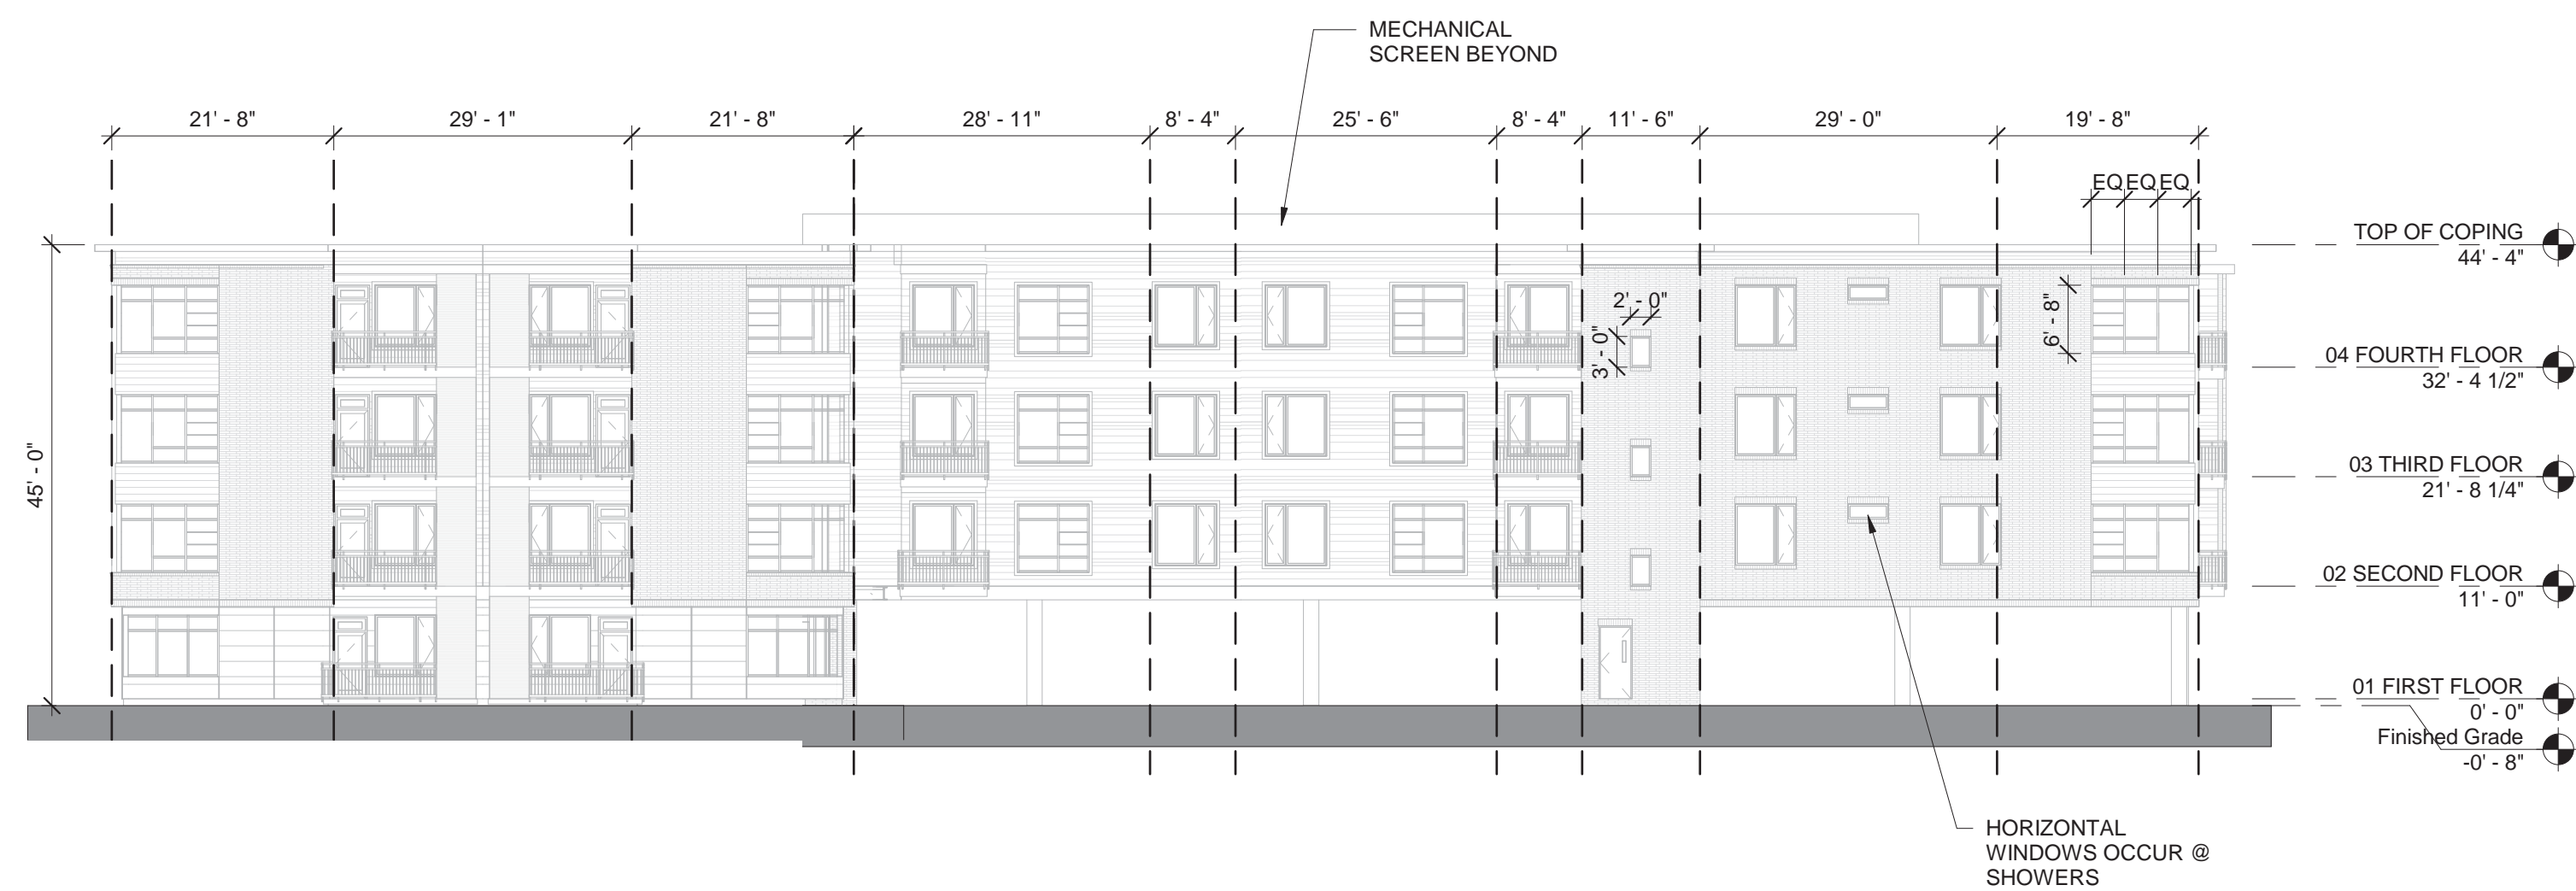 MECHANICAL
SCREEN BEYOND
21' - 8"
29' - 1"
21' - 8"
28' - 11"
8' - 4"
25' - 6"
8' - 4"
11' - 6"
29' - 0"
19' - 8"
EQ EQ EQ
TOP OF COPING
44' - 4"
2' - 0"
3' - 0"
6' - 8"
04 FOURTH FLOOR
32' - 4 1/2"
45' - 0"
03 THIRD FLOOR
21' - 8 1/4"
02 SECOND FLOOR
11' - 0"
01 FIRST FLOOR
0' - 0"
Finished Grade
-0' - 8"
HORIZONTAL
WINDOWS OCCUR @
SHOWERS